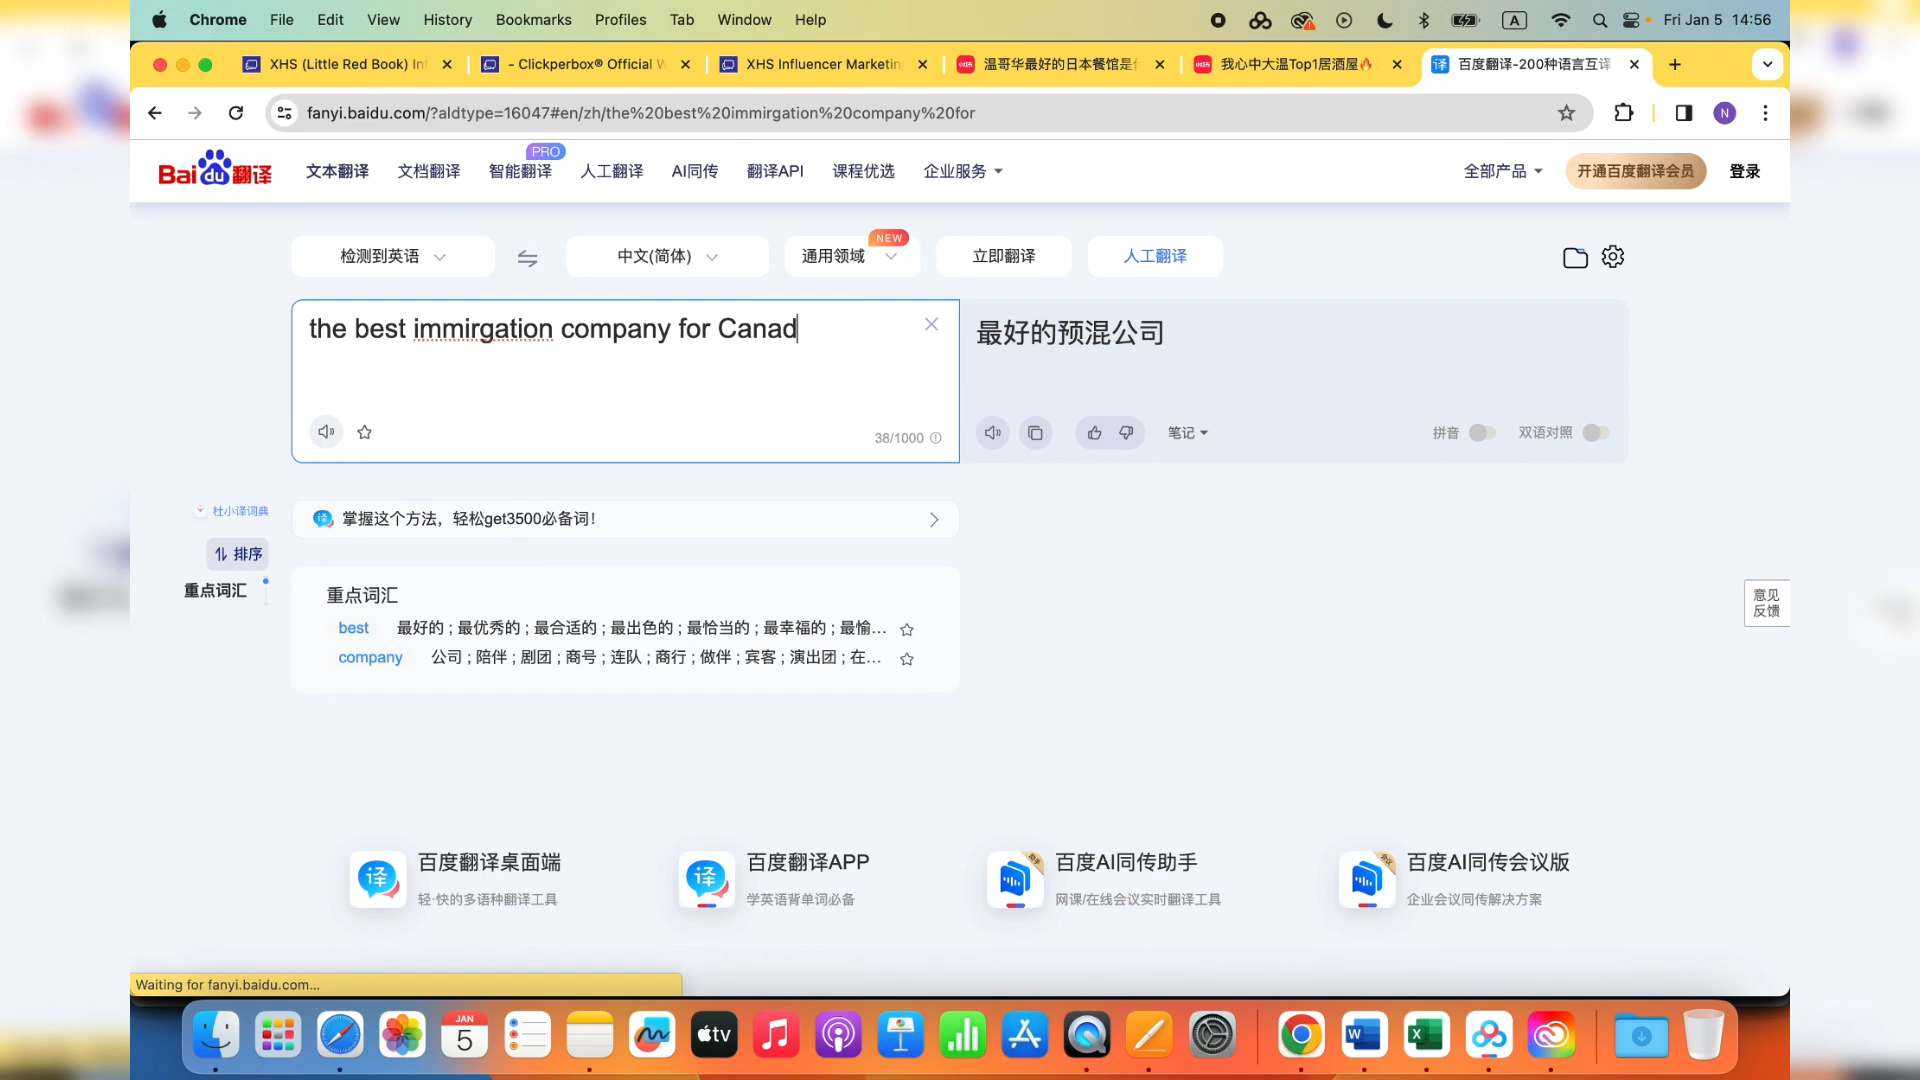 Chrome File Edit View History Bookmarks Profiles Tab Window Help
A
Fri Jan 5 14:56
XHS (Little Red Book) In
- Clickperbox® Official W
XHS Influencer Marketing
温哥华最好的日本餐馆是什
我心中大温Top1居酒屋🔥
译 百度翻译-200种语言互译
fanyi.baidu.com/?aldtype=16047#en/zh/the%20best%20immirgation%20company%20for
N
Bai du 翻译
文本翻译 文档翻译 智能翻译 PRO 人工翻译 AI同传 翻译API 课程优选 企业服务
全部产品 开通百度翻译会员 登录
检测到英语 中文(简体) 通用领域 NEW 立即翻译 人工翻译
the best immirgation company for Canad
38/1000
最好的预混公司
笔记 拼音 双语对照
杜小译词典
译 掌握这个方法，轻松get3500必备词！
排序
重点词汇
重点词汇
best 最好的 ; 最优秀的 ; 最合适的 ; 最出色的 ; 最恰当的 ; 最幸福的 ; 最愉...
company 公司 ; 陪伴 ; 剧团 ; 商号 ; 连队 ; 商行 ; 做伴 ; 宾客 ; 演出团 ; 在...
意见
反馈
译 百度翻译桌面端
轻·快的多语种翻译工具
译 百度翻译APP
学英语背单词必备
助手 百度AI同传助手
网课/在线会议实时翻译工具
会议 百度AI同传会议版
企业会议同传解决方案
Waiting for fanyi.baidu.com...
JAN
5
tv
W
X